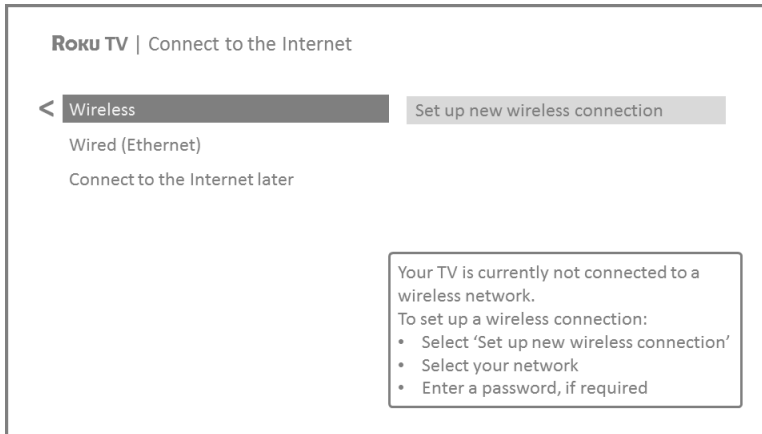 Roku TV | Connect to the Internet
< Wireless
Set up new wireless connection
Wired (Ethernet)
Connect to the Internet later
Your TV is currently not connected to a
wireless network.
To set up a wireless connection:
• Select ‘Set up new wireless connection’
• Select your network
• Enter a password, if required